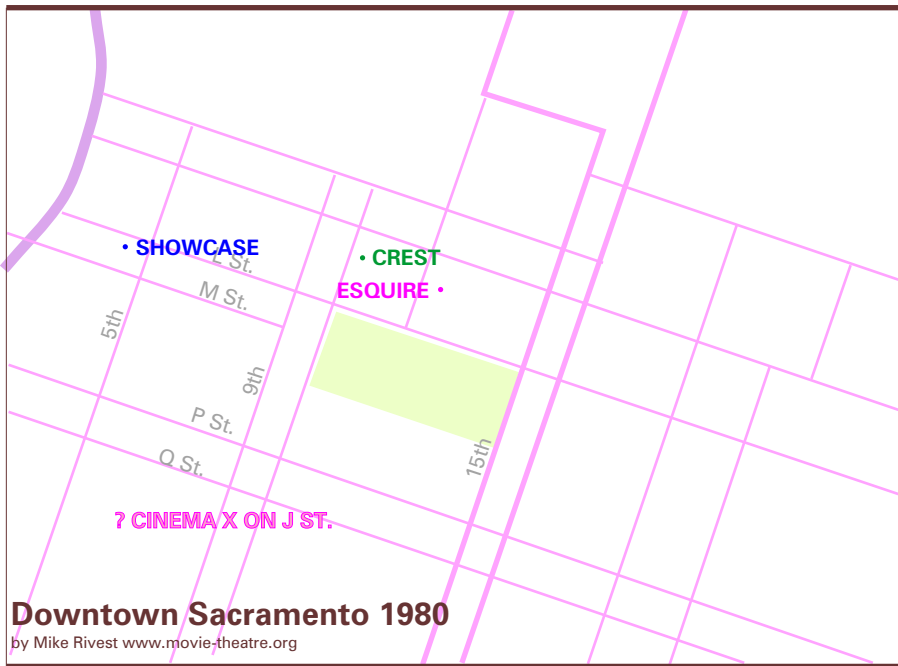 SHOWCASE
L St.
CREST
M St.
ESQUIRE
5th
9th
P St.
15th
Q St.
? CINEMA X ON J ST.
Downtown Sacramento 1980
by Mike Rivest www.movie-theatre.org